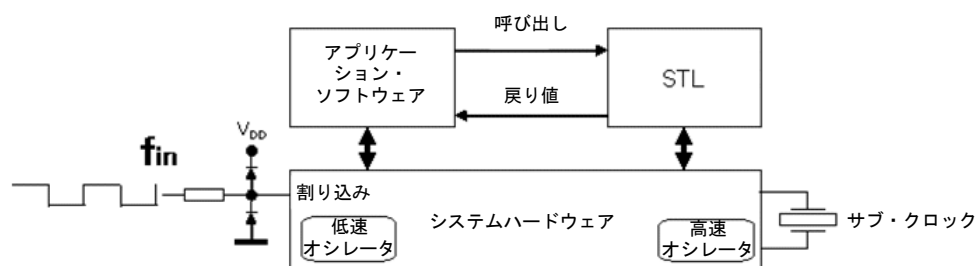 呼び出し
アプリケー
ション・
ソフトウェア
STL
戻り値
VDD
fin
割り込み
システムハードウェア
低速
オシレータ
高速
オシレータ
サブ・クロック